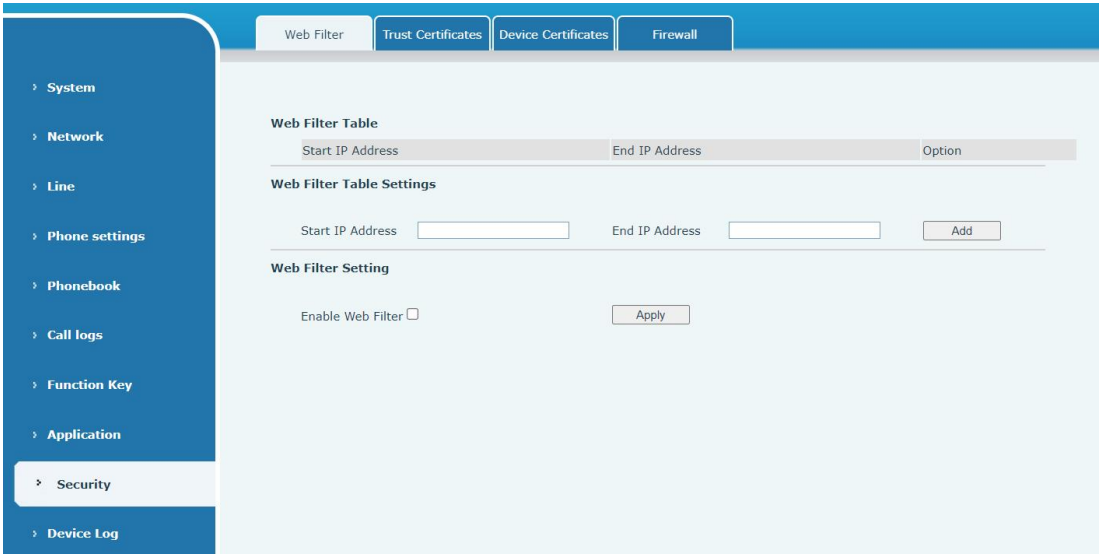 Web Filter
Trust Certificates
Device Certificates
Firewall
System
Network
Line
Phone settings
Phonebook
Call logs
Function Key
Application
Security
Device Log
Web Filter Table
Start IP Address End IP Address Option
Web Filter Table Settings
Start IP Address End IP Address Add
Web Filter Setting
Enable Web Filter Apply